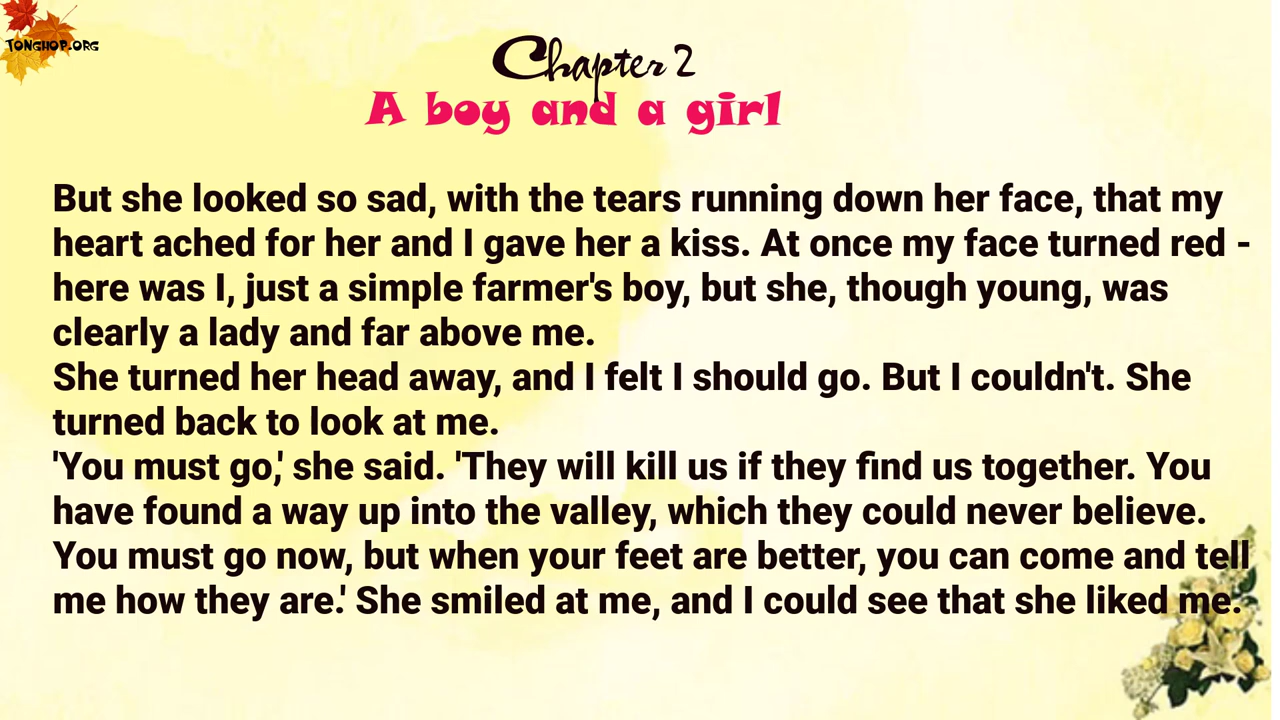 TONGHOP.ORG
Chapter 2
A boy and a girl
But she looked so sad, with the tears running down her face, that my
heart ached for her and I gave her a kiss. At once my face turned red -
here was I, just a simple farmer's boy, but she, though young, was
clearly a lady and far above me.
She turned her head away, and I felt I should go. But I couldn't. She
turned back to look at me.
'You must go,' she said. 'They will kill us if they find us together. You
have found a way up into the valley, which they could never believe.
You must go now, but when your feet are better, you can come and tell
me how they are.' She smiled at me, and I could see that she liked me.